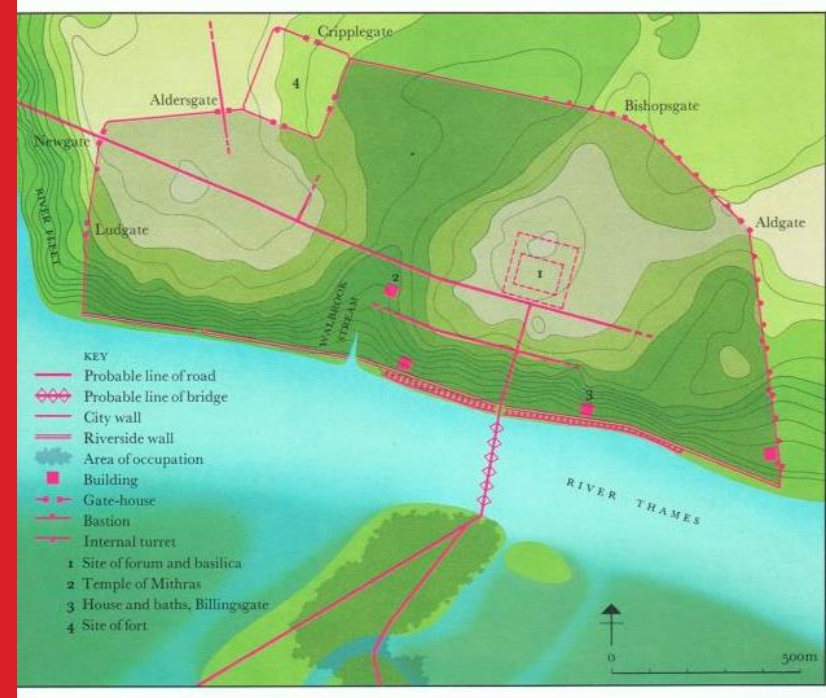 Cripplegate
4
Aldersgate
Bishopsgate
Newgate
RIVER FLEET
Ludgate
Aldgate
1
2
WALBROOK
STREAM
3
KEY
Probable line of road
Probable line of bridge
City wall
Riverside wall
Area of occupation
Building
Gate-house
Bastion
Internal turret
1 Site of forum and basilica
2 Temple of Mithras
3 House and baths, Billingsgate
4 Site of fort
RIVER THAMES
0 500m